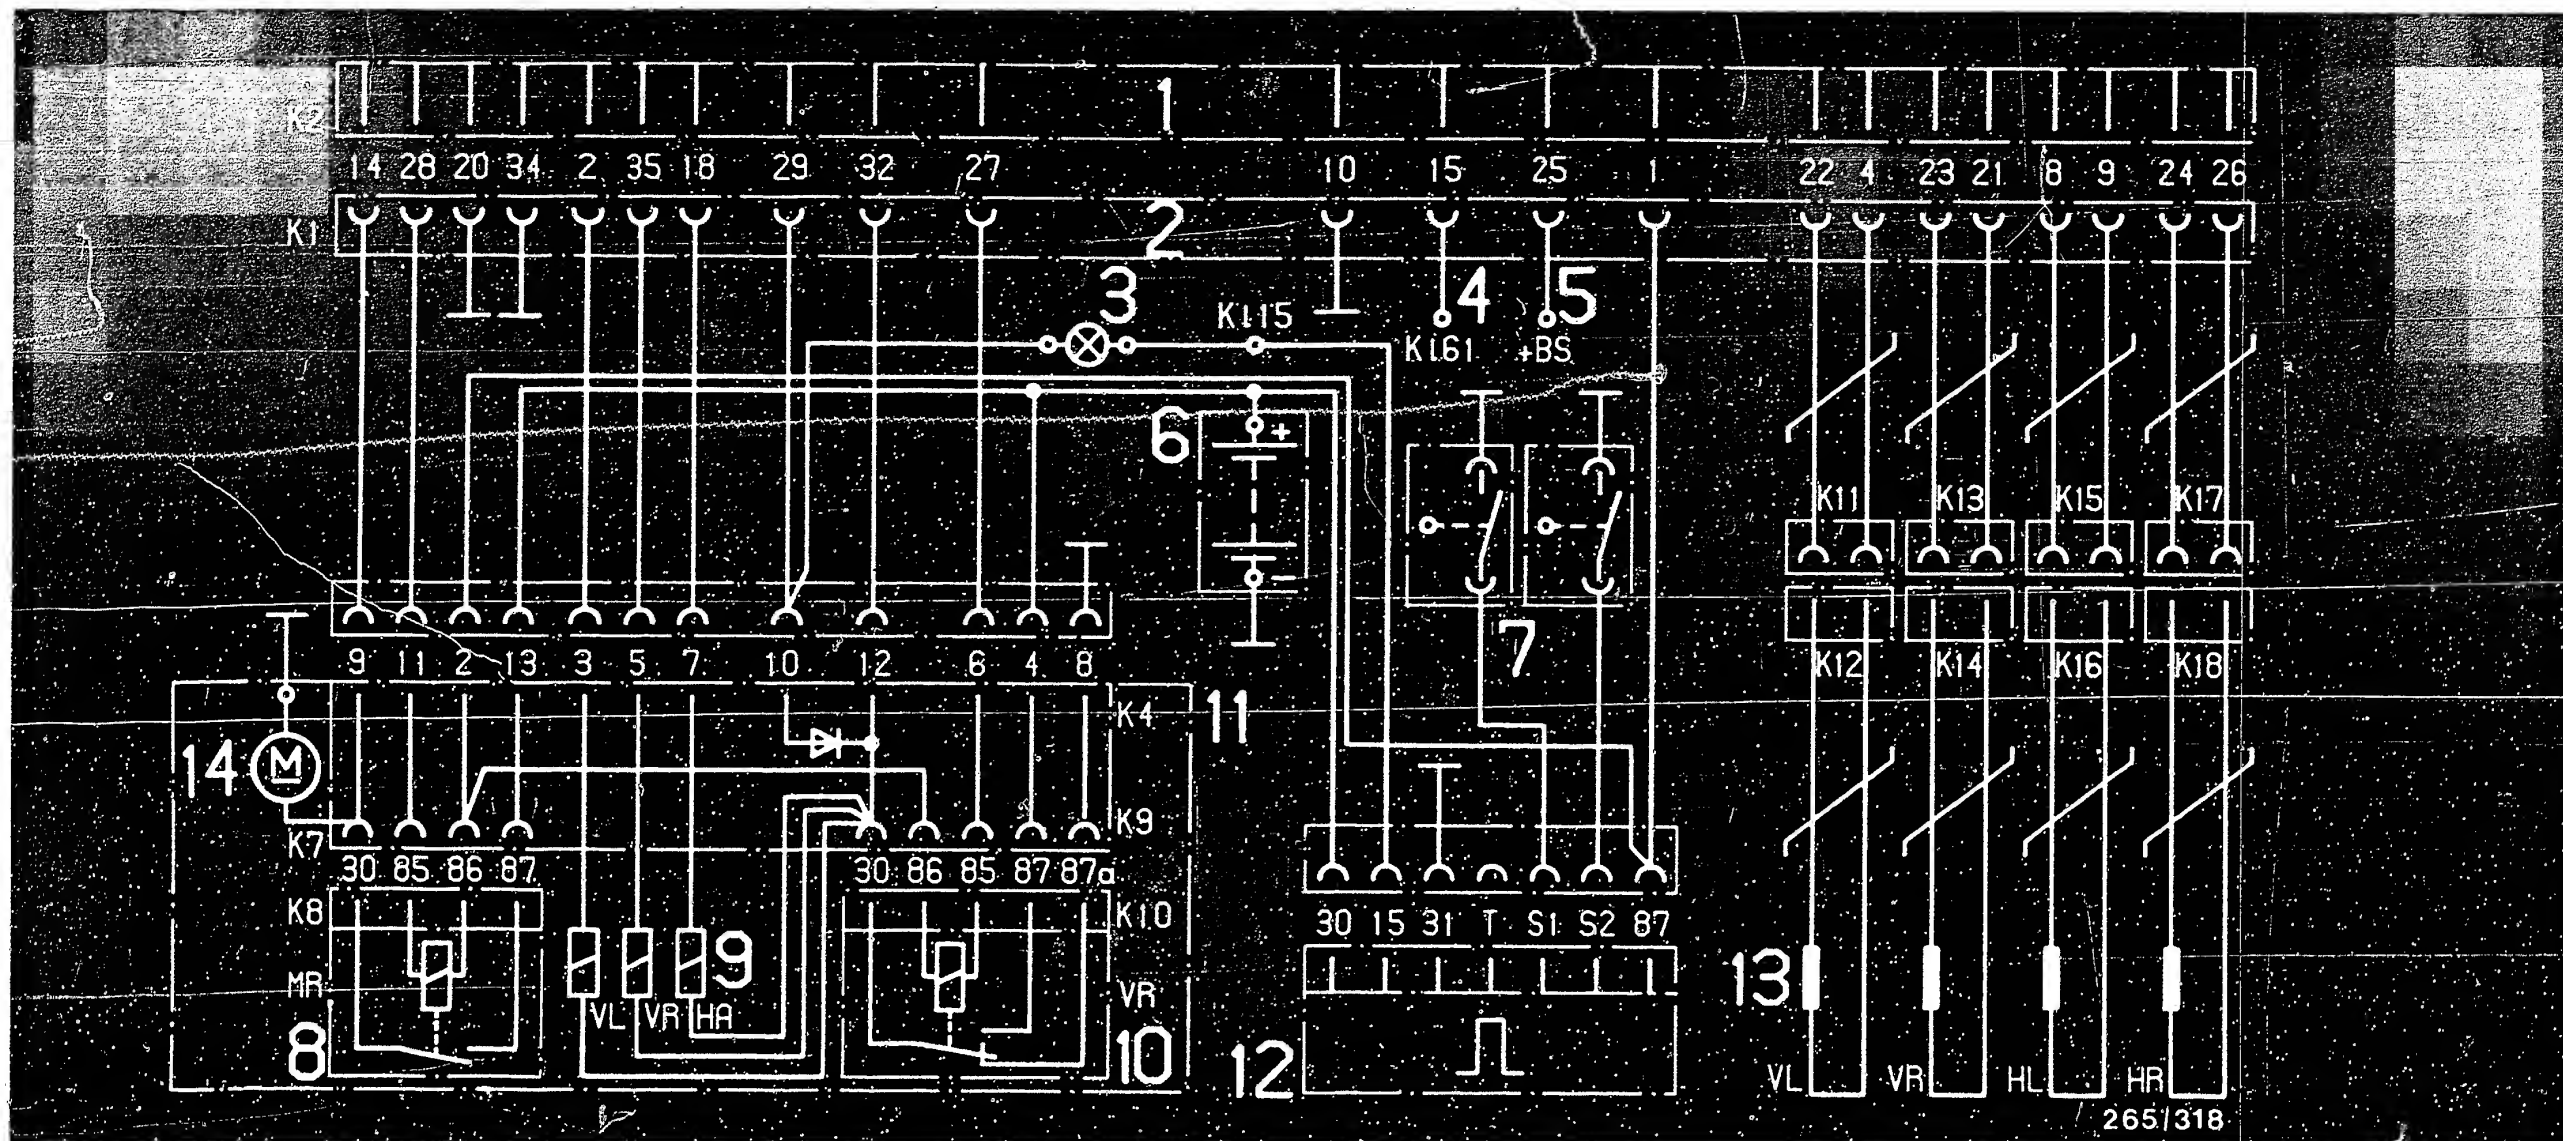 1
K2
14 28 20 34 2 35 18 29 32 27 10 15 25 1 22 4 23 21 8 9 24 26
K1
2
3
4
5
Kl.15
Kl.61 +BS
6
+
-
K11 K13 K15 K17
7
9 11 2 13 3 5 7 10 12 6 4 8
K12 K14 K16 K18
K4
11
14
M
K7
K9
30 85 86 87 30 86 85 87 87a
K8
K10
30 15 31 T S1 S2 87
9
13
MR
VL VR HA
VR
8
10
12
VL VR HL HR
265/318